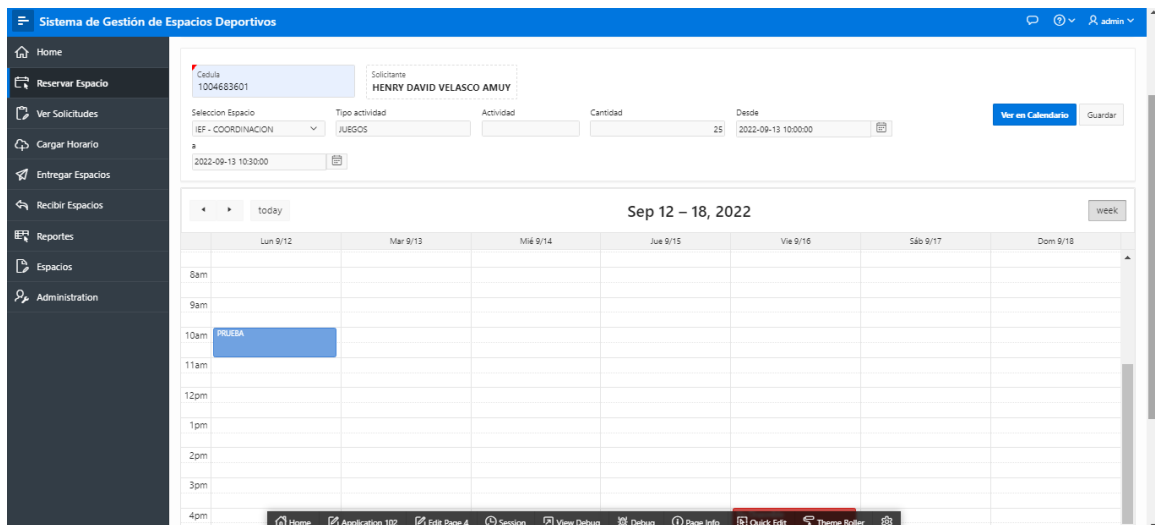 Sistema de Gestión de Espacios Deportivos
admin
Home
Reservar Espacio
Ver Solicitudes
Cargar Horario
Entregar Espacios
Recibir Espacios
Reportes
Espacios
Administration
Cedula
1004683601
Solicitante
HENRY DAVID VELASCO AMUY
Seleccion Espacio
IEF - COORDINACION
Tipo actividad
JUEGOS
Actividad
Cantidad
25
Desde
2022-09-13 10:00:00
Ver en Calendario
Guardar
a
2022-09-13 10:30:00
today
Sep 12 – 18, 2022
week
Lun 9/12 Mar 9/13 Mié 9/14 Jue 9/15 Vie 9/16 Sáb 9/17 Dom 9/18
8am
9am
10am PRUEBA
11am
12pm
1pm
2pm
3pm
4pm
Home Application 102 Edit Page 4 Session View Debug Debug Page Info Quick Edit Theme Roller